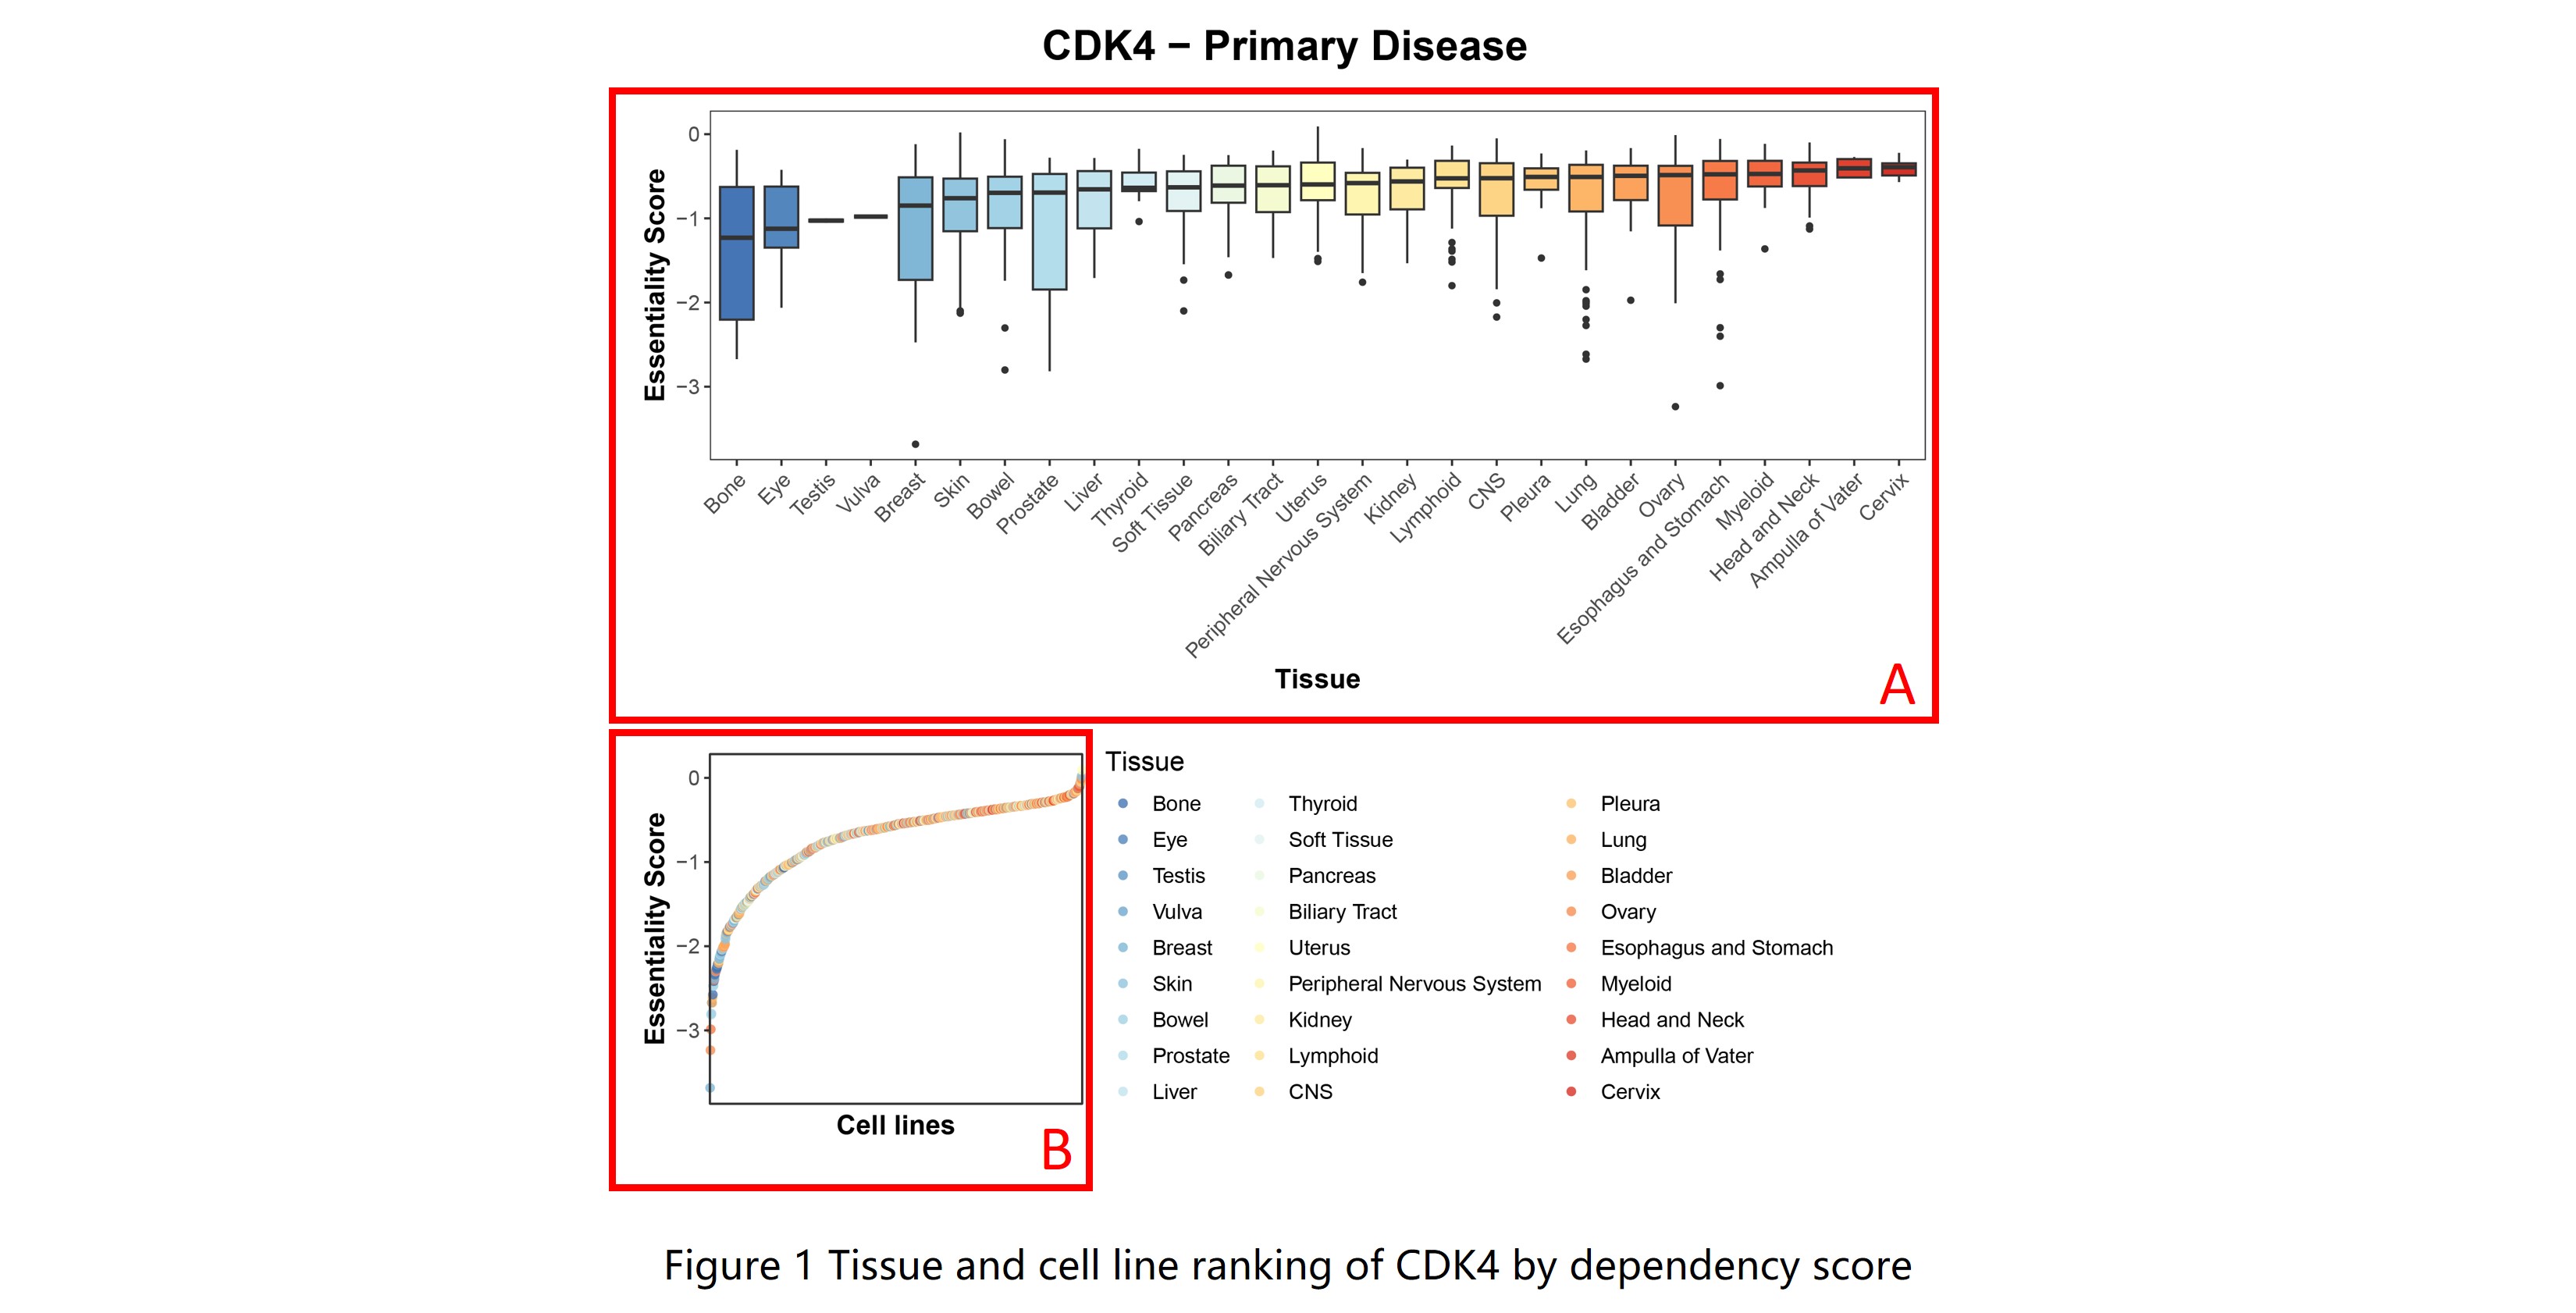 CDK4 − Primary Disease
Essentiality Score
0
−1
−2
−3
Bone
Eye
Testis
Vulva
Breast
Skin
Bowel
Prostate
Liver
Thyroid
Soft Tissue
Pancreas
Biliary Tract
Uterus
Peripheral Nervous System
Kidney
Lymphoid
CNS
Pleura
Lung
Bladder
Ovary
Esophagus and Stomach
Myeloid
Head and Neck
Ampulla of Vater
Cervix
Tissue
A
Essentiality Score
0
−1
−2
−3
Cell lines
B
Tissue
Bone
Eye
Testis
Vulva
Breast
Skin
Bowel
Prostate
Liver
Thyroid
Soft Tissue
Pancreas
Biliary Tract
Uterus
Peripheral Nervous System
Kidney
Lymphoid
CNS
Pleura
Lung
Bladder
Ovary
Esophagus and Stomach
Myeloid
Head and Neck
Ampulla of Vater
Cervix
Figure 1 Tissue and cell line ranking of CDK4 by dependency score